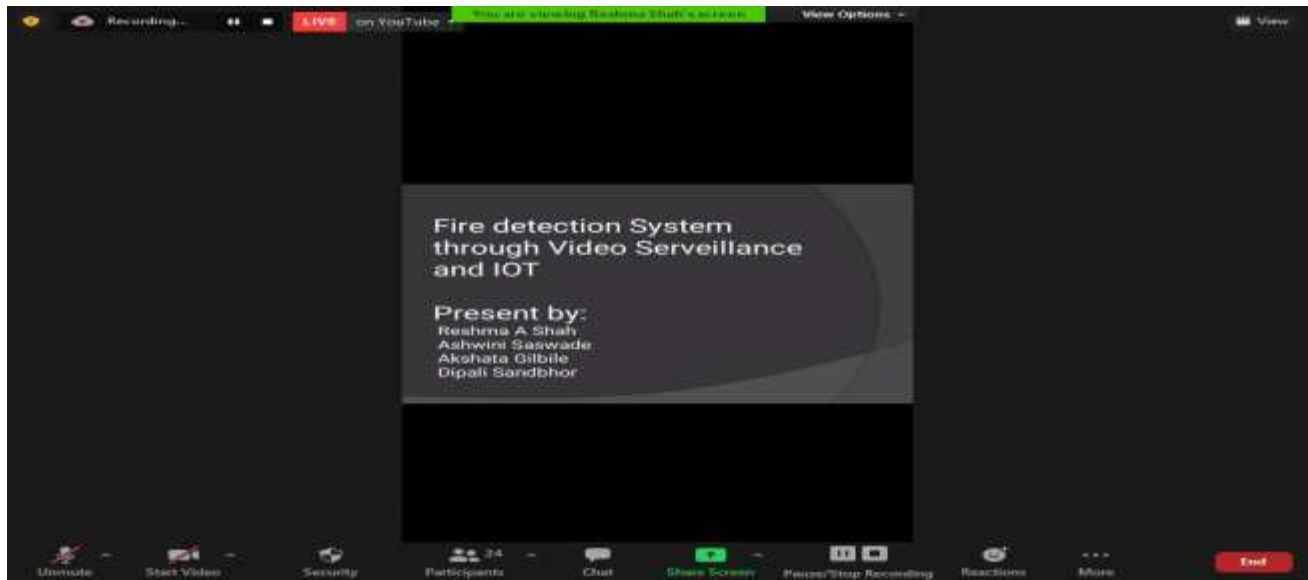 Recording...
LIVE on YouTube
You are viewing Reshma Shah's screen
View Options
View
Fire detection System
through Video Serveillance
and IOT
Present by:
Reshma A Shah
Ashwini Saswade
Akshata Gilbile
Dipali Sandbhor
Unmute
Start Video
Security
24
Participants
Chat
Share Screen
Pause/Stop Recording
Reactions
More
End